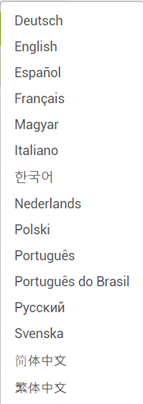 Deutsch
English
Español
Français
Magyar
Italiano
한국어
Nederlands
Polski
Português
Português do Brasil
Русский
Svenska
简体中文
繁体中文